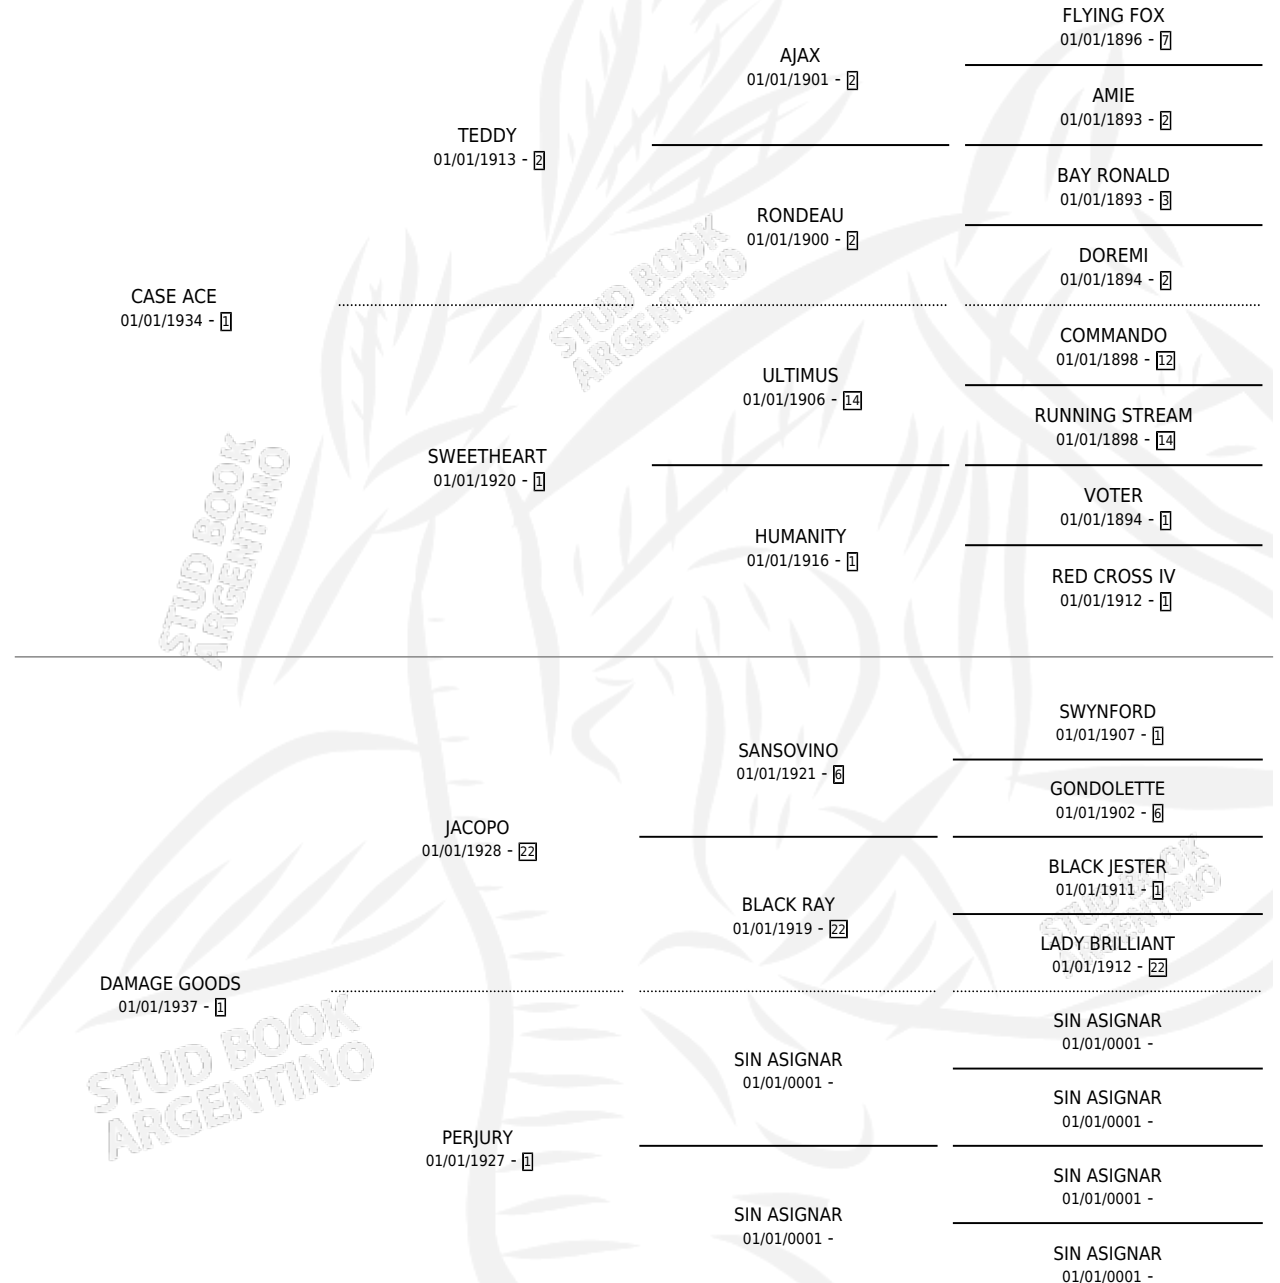 FLYING FOX
01/01/1896 - 7
AJAX
01/01/1901 - 2
AMIE
01/01/1893 - 2
TEDDY
01/01/1913 - 2
BAY RONALD
01/01/1893 - 3
RONDEAU
01/01/1900 - 2
DOREMI
01/01/1894 - 2
CASE ACE
01/01/1934 - 1
COMMANDO
01/01/1898 - 12
ULTIMUS
01/01/1906 - 14
RUNNING STREAM
01/01/1898 - 14
SWEETHEART
01/01/1920 - 1
VOTER
01/01/1894 - 1
HUMANITY
01/01/1916 - 1
RED CROSS IV
01/01/1912 - 1
STUD BOOK
ARGENTINO
STUD BOOK
ARGENTINO
SWYNFORD
01/01/1907 - 1
SANSOVINO
01/01/1921 - 6
GONDOLETTE
01/01/1902 - 6
JACOPO
01/01/1928 - 22
BLACK JESTER
01/01/1911 - 1
BLACK RAY
01/01/1919 - 22
LADY BRILLIANT
01/01/1912 - 22
STUD BOOK
ARGENTINO
DAMAGE GOODS
01/01/1937 - 1
STUD BOOK
ARGENTINO
SIN ASIGNAR
01/01/0001 -
SIN ASIGNAR
01/01/0001 -
SIN ASIGNAR
01/01/0001 -
PERJURY
01/01/1927 - 1
SIN ASIGNAR
01/01/0001 -
SIN ASIGNAR
01/01/0001 -
SIN ASIGNAR
01/01/0001 -